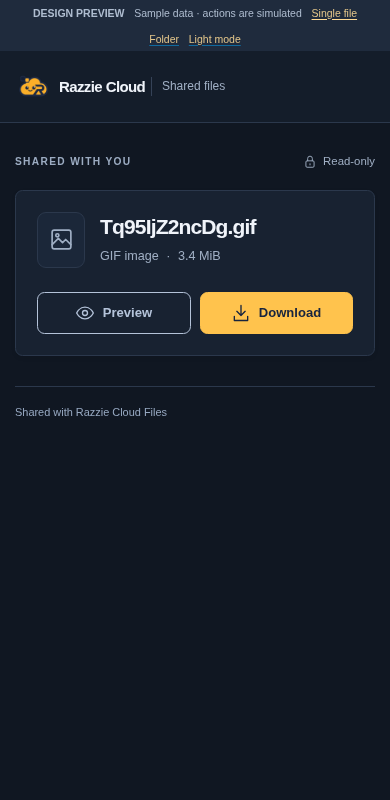 DESIGN PREVIEW Sample data · actions are simulated Single file
Folder Light mode
Razzie Cloud Shared files
SHARED WITH YOU Read-only
Tq95IjZ2ncDg.gif
GIF image · 3.4 MiB
Preview Download
Shared with Razzie Cloud Files